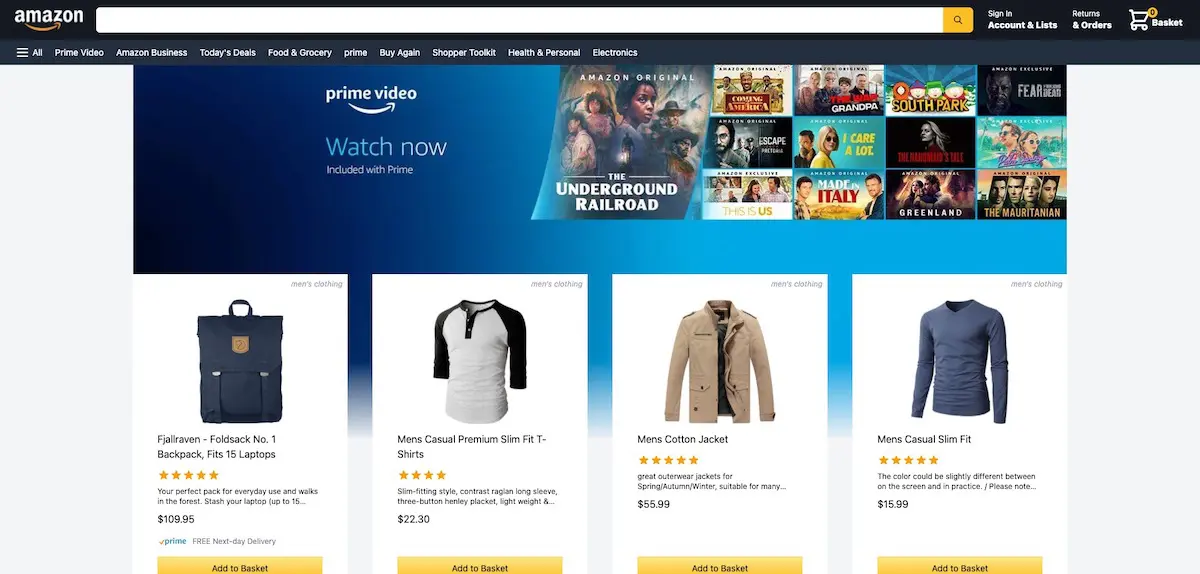 amazon
Sign In
Account & Lists
Returns
& Orders
0
Basket
All
Prime Video
Amazon Business
Today's Deals
Food & Grocery
prime
Buy Again
Shopper Toolkit
Health & Personal
Electronics
prime video
Watch now
Included with Prime
AMAZON ORIGINAL
THE
UNDERGROUND
RAILROAD
AMAZON ORIGINAL
COMING
AMERICA
GRANDPA
SOUTH PARK
AMAZON EXCLUSIVE
FEAR
DEAD
AMAZON ORIGINAL
ESCAPE
PRETORIA
AMAZON ORIGINAL
I CARE
A LOT.
THE HANDMAID'S TALE
AMAZON EXCLUSIVE
THIS IS US
AMAZON ORIGINAL
MADE IN
ITALY
AMAZON ORIGINAL
GREENLAND
AMAZON ORIGINAL
THE MAURITANIAN
men's clothing
Fjallraven - Foldsack No. 1
Backpack, Fits 15 Laptops
Your perfect pack for everyday use and walks
in the forest. Stash your laptop (up to 15...
$109.95
prime FREE Next-day Delivery
Add to Basket
men's clothing
Mens Casual Premium Slim Fit T-
Shirts
Slim-fitting style, contrast raglan long sleeve,
three-button henley placket, light weight &...
$22.30
Add to Basket
men's clothing
Mens Cotton Jacket
great outerwear jackets for
Spring/Autumn/Winter, suitable for many...
$55.99
Add to Basket
men's clothing
Mens Casual Slim Fit
The color could be slightly different between
on the screen and in practice. / Please note...
$15.99
Add to Basket